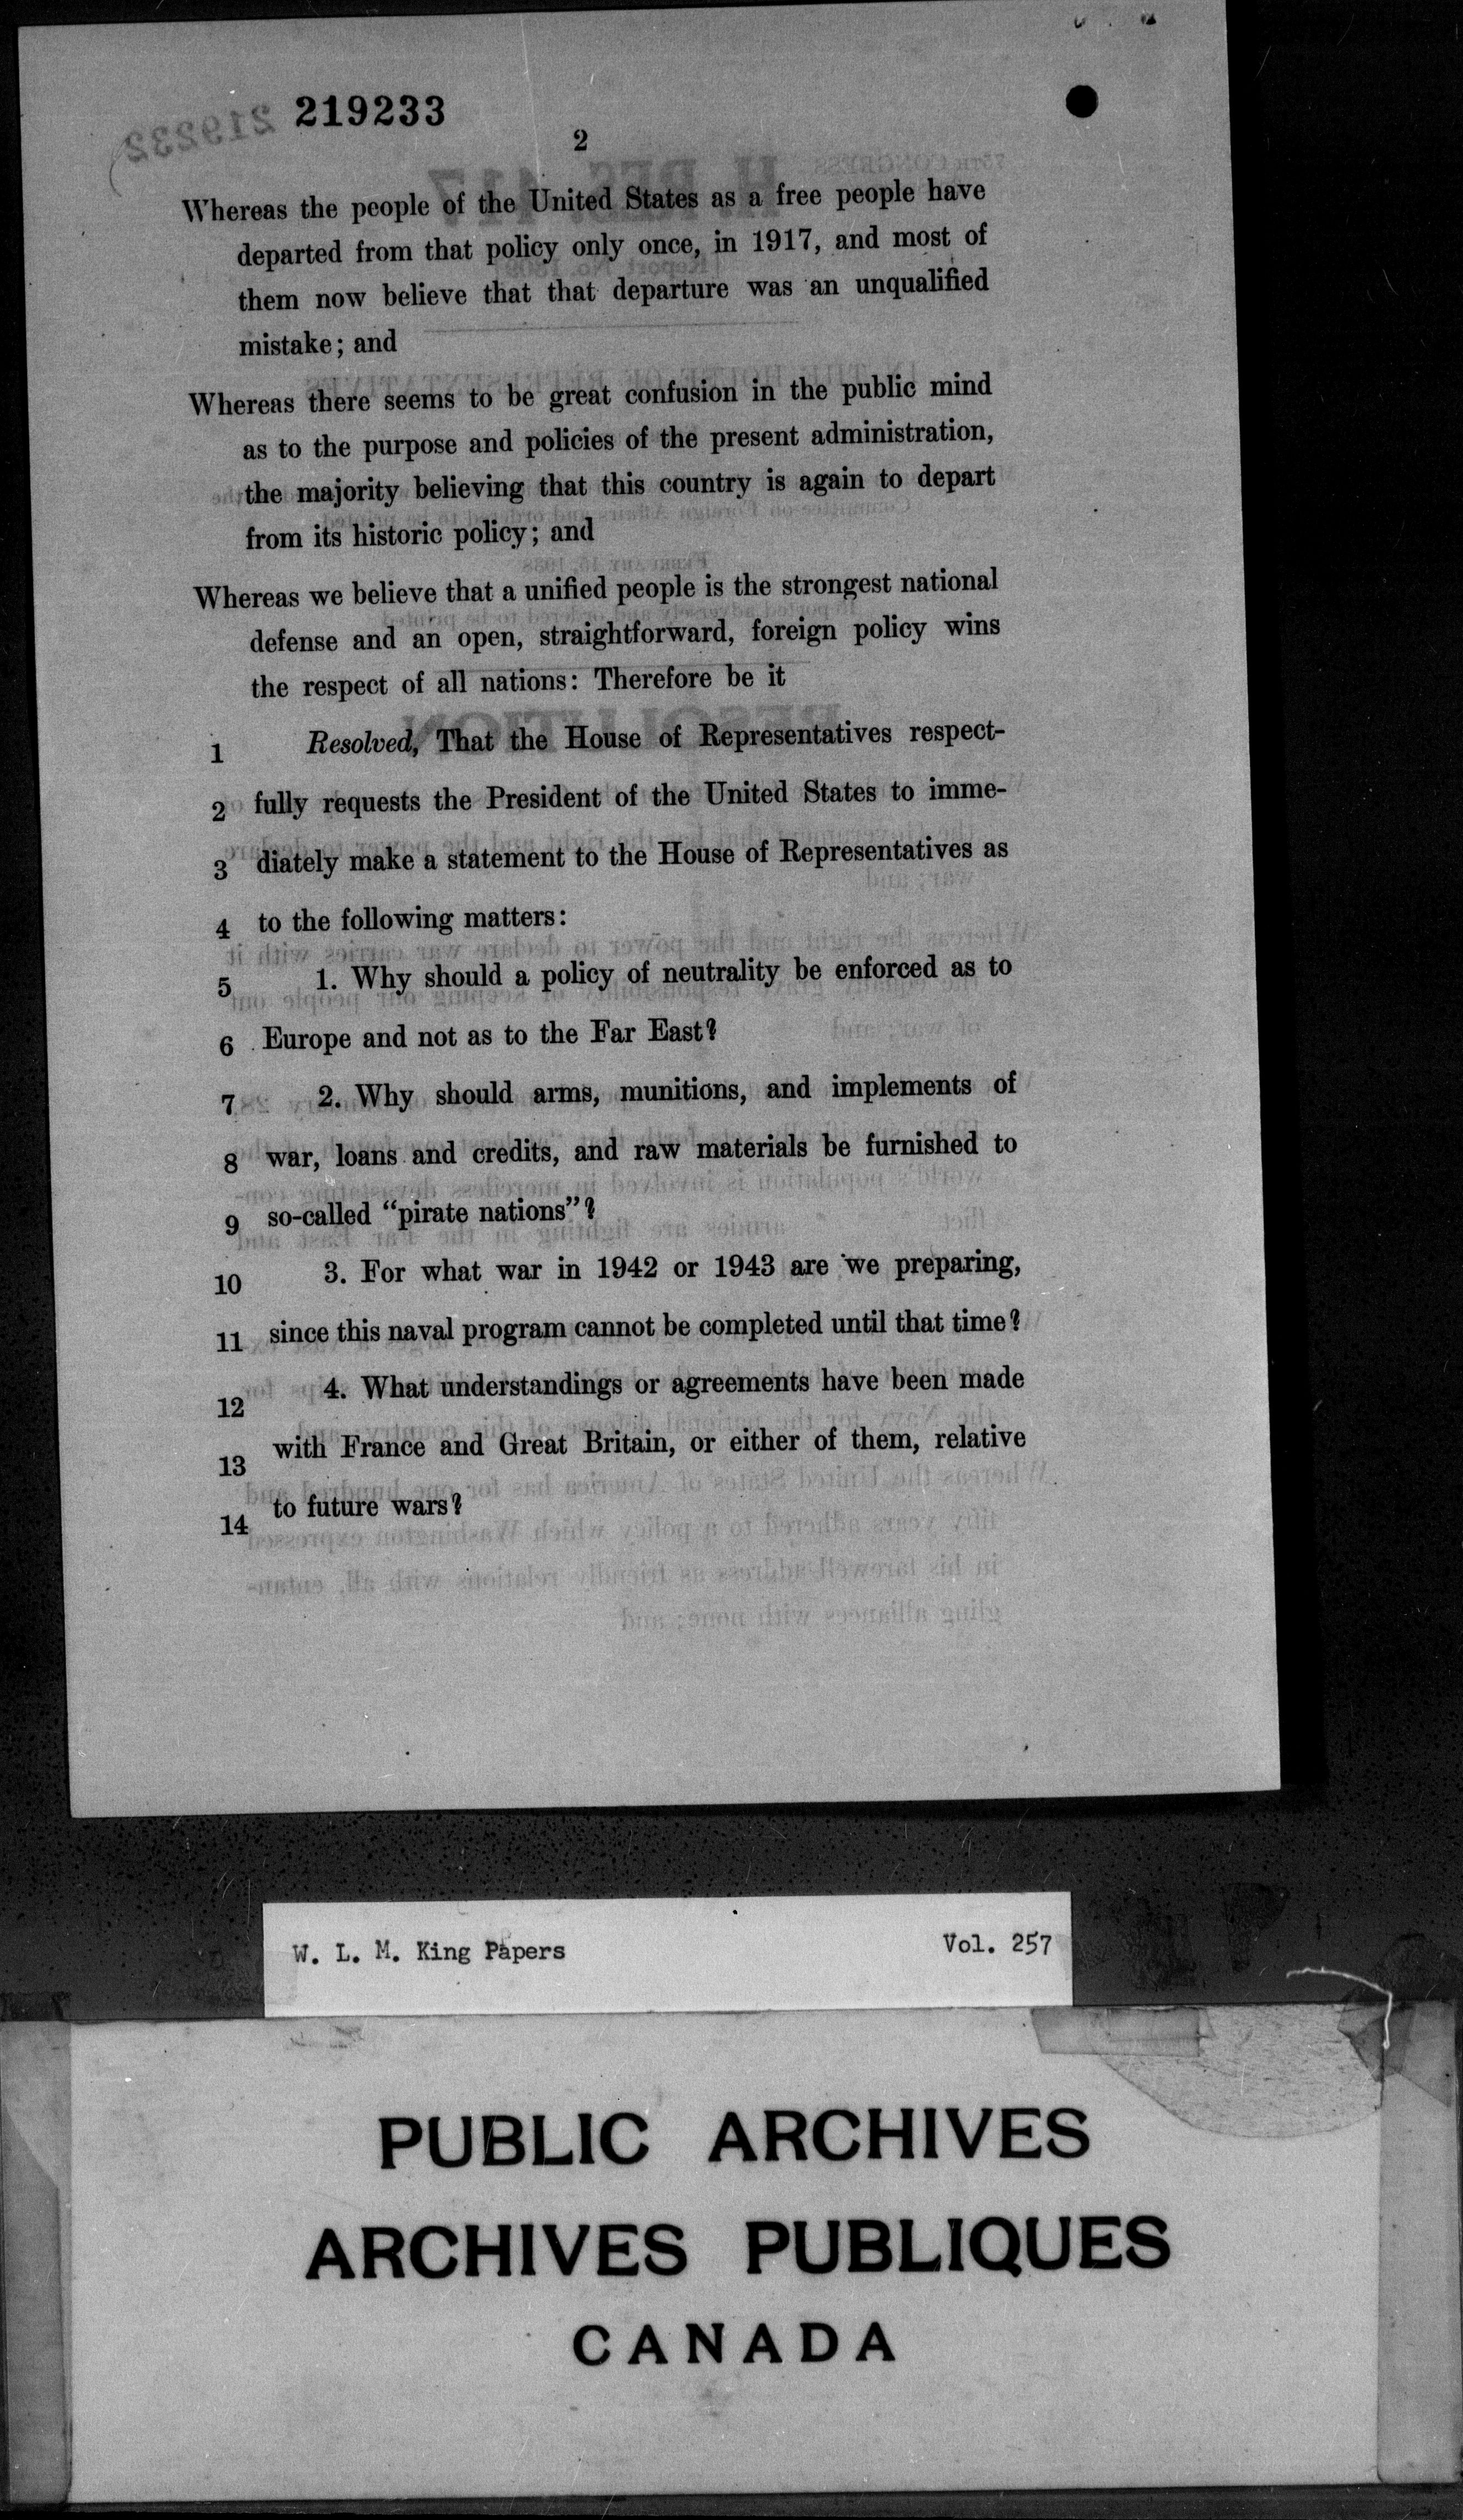 219233
2
Whereas the people of the United States as a free people have
departed from that policy only once, in 1917, and most of
them now believe that that departure was an unqualified
mistake; and
Whereas there seems to be great confusion in the public mind
as to the purpose and policies of the present administration,
the majority believing that this country is again to depart
from its historic policy; and
Whereas we believe that a unified people is the strongest national
defense and an open, straightforward, foreign policy wins
the respect of all nations: Therefore be it
1 Resolved, That the House of Representatives respect-
2 fully requests the President of the United States to imme-
3 diately make a statement to the House of Representatives as
4 to the following matters:
5 1. Why should a policy of neutrality be enforced as to
6 Europe and not as to the Far East?
7 2. Why should arms, munitions, and implements of
8 war, loans and credits, and raw materials be furnished to
9 so-called “pirate nations”?
10 3. For what war in 1942 or 1943 are we preparing,
11 since this naval program cannot be completed until that time?
12 4. What understandings or agreements have been made
13 with France and Great Britain, or either of them, relative
14 to future wars?
W. L. M. King Papers Vol. 257
PUBLIC ARCHIVES
ARCHIVES PUBLIQUES
CANADA